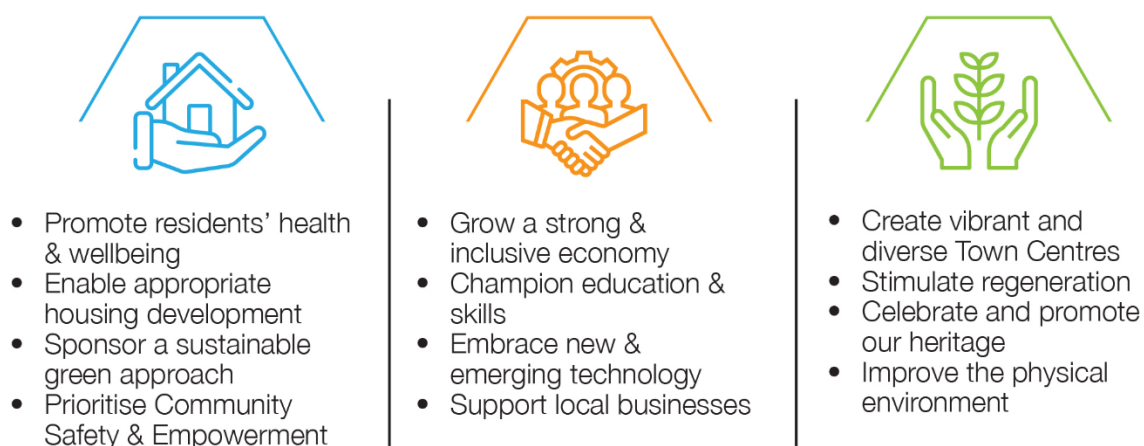 • Promote residents’ health
& wellbeing
• Enable appropriate
housing development
• Sponsor a sustainable
green approach
• Prioritise Community
Safety & Empowerment
• Grow a strong &
inclusive economy
• Champion education &
skills
• Embrace new &
emerging technology
• Support local businesses
• Create vibrant and
diverse Town Centres
• Stimulate regeneration
• Celebrate and promote
our heritage
• Improve the physical
environment